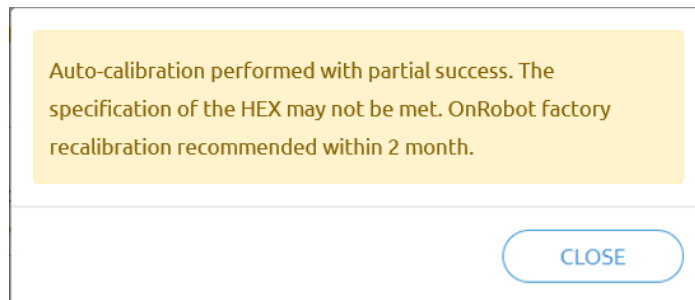 Auto-calibration performed with partial success. The
specification of the HEX may not be met. OnRobot factory
recalibration recommended within 2 month.
CLOSE